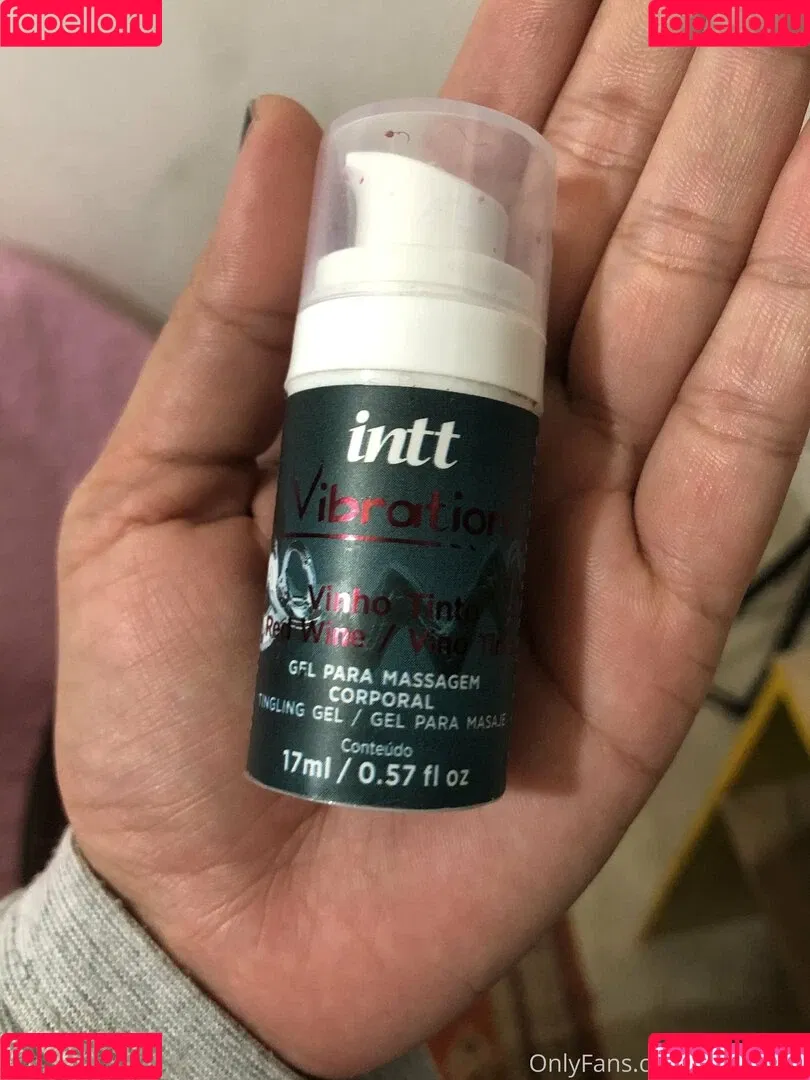 fapello.ru fapello.ru
intt
Vibration
Vinho Tinto
Red Wine / Vino
GEL PARA MASSAGEM
CORPORAL
TINGLING GEL / GEL PARA MASAJE
Conteúdo
17ml / 0.57 fl oz
fapello.ru fapello.ru